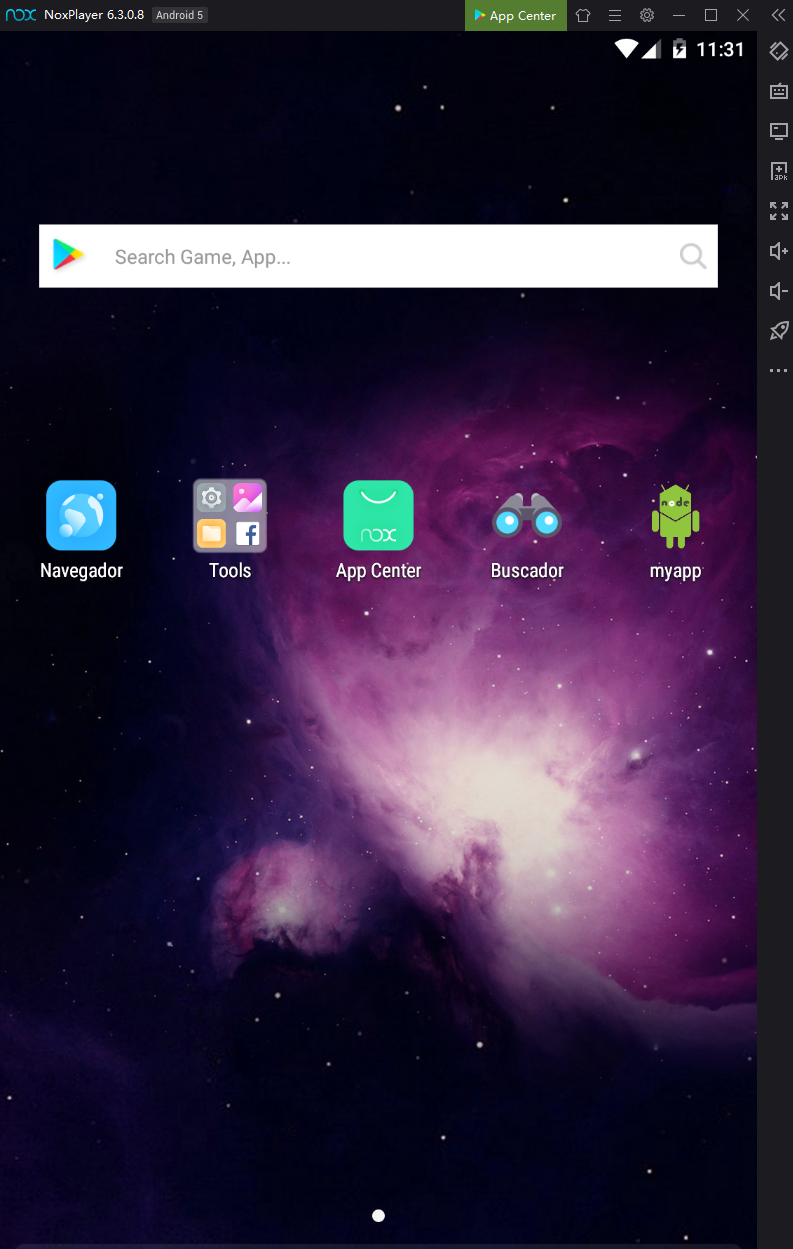 nox NoxPlayer 6.3.0.8 Android 5 App Center
11:31
Search Game, App...
nox
node
Navegador Tools App Center Buscador myapp